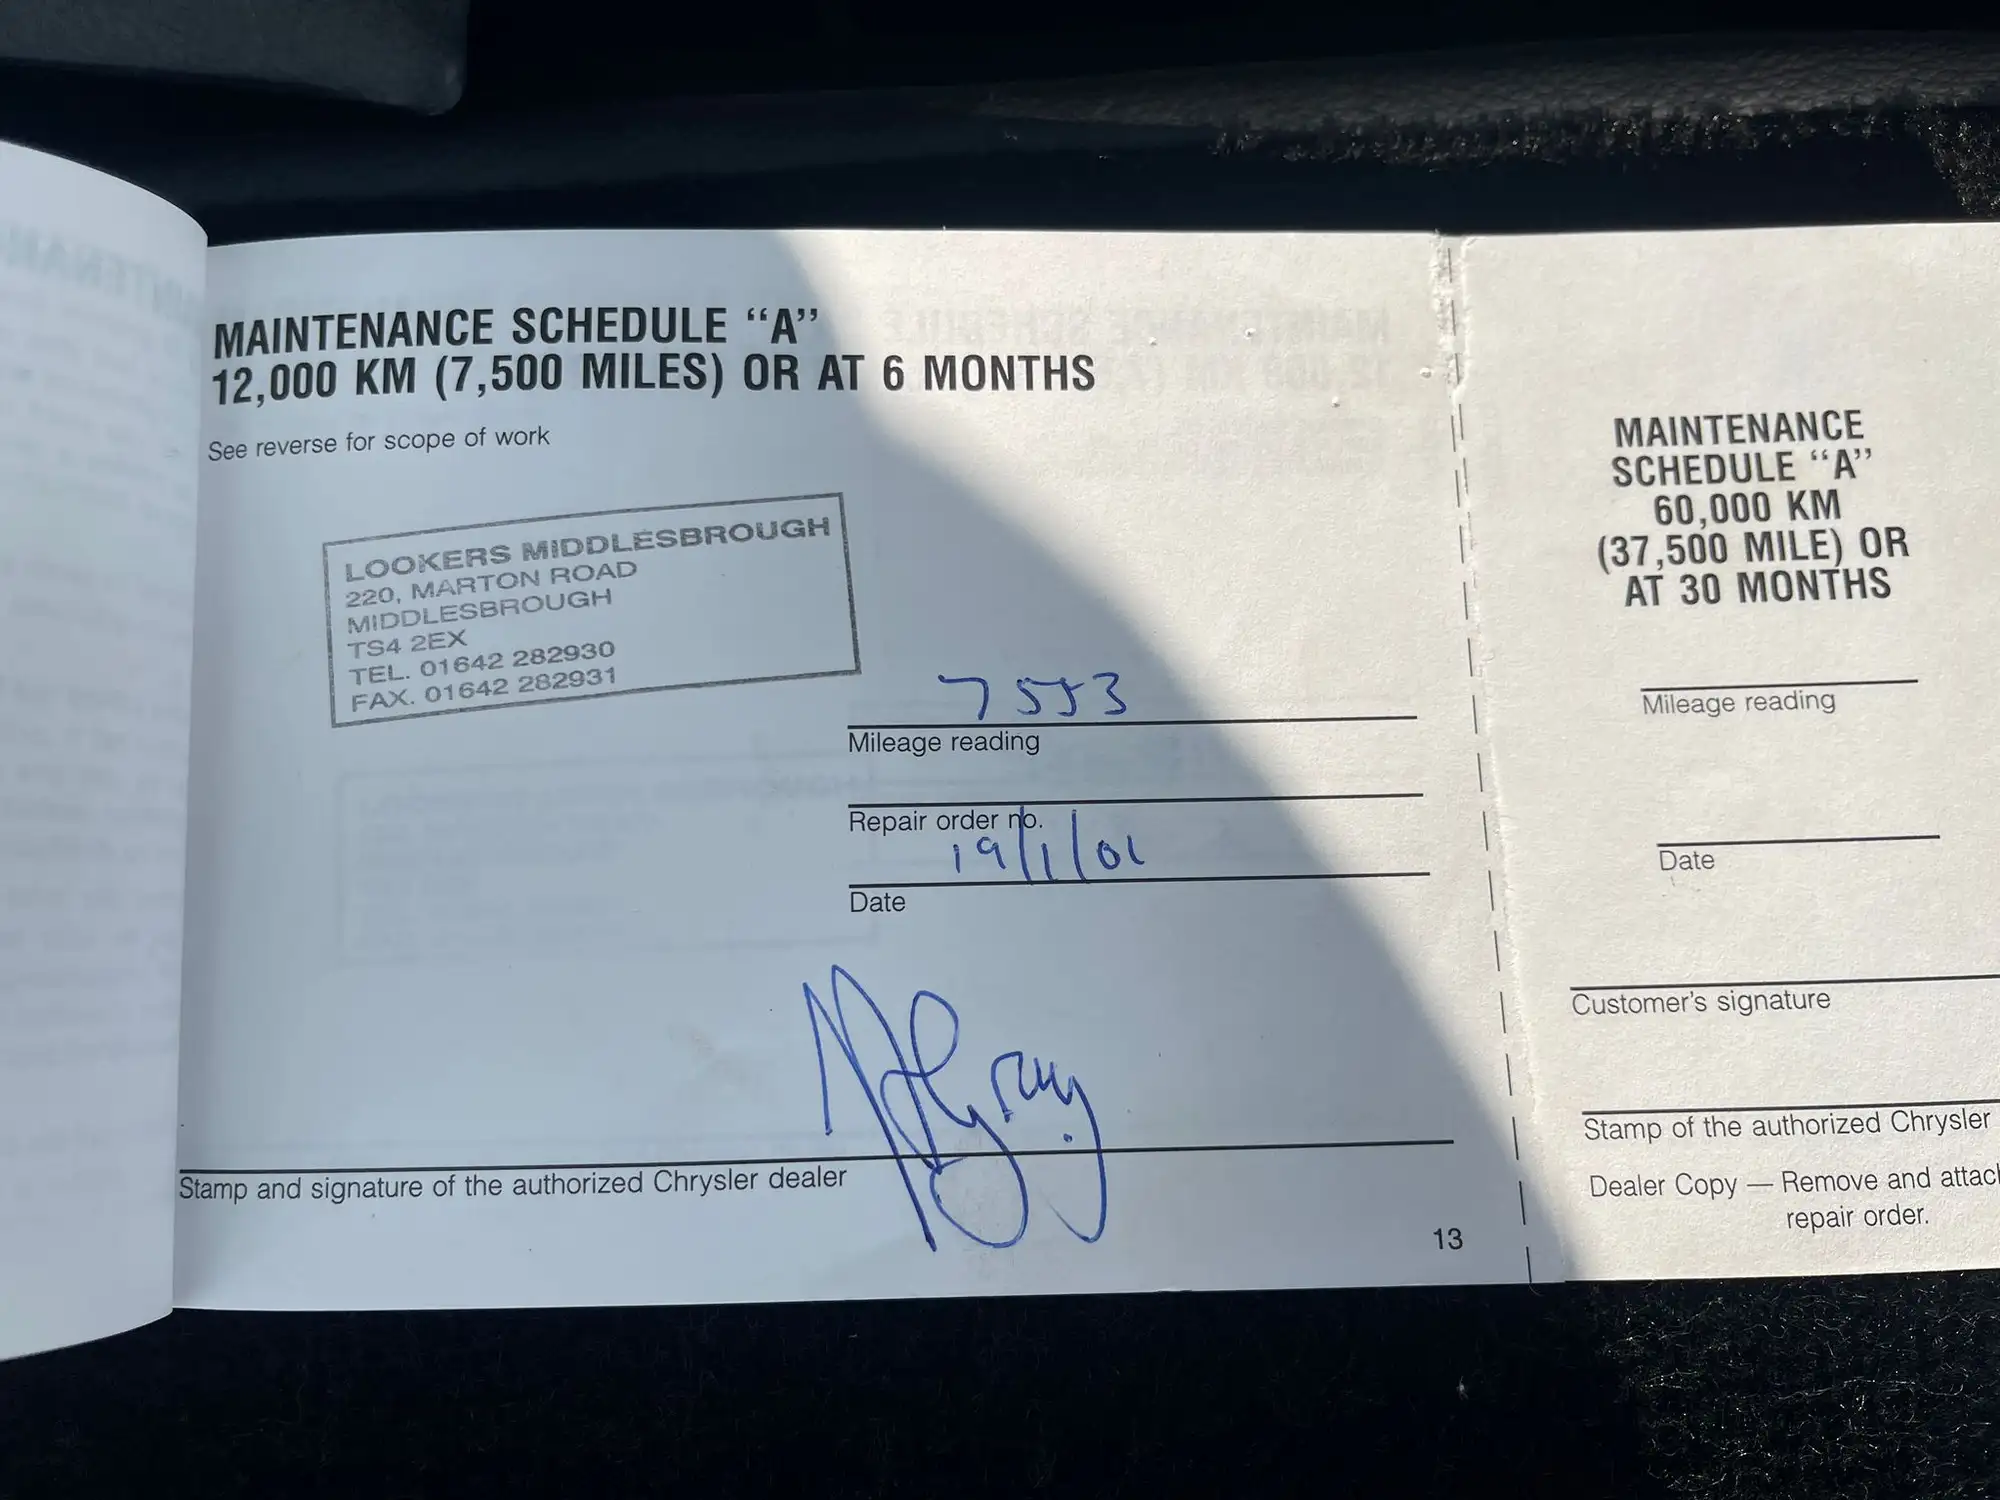 MAINTENANCE SCHEDULE “A”
12,000 KM (7,500 MILES) OR AT 6 MONTHS
See reverse for scope of work
LOOKERS MIDDLESBROUGH
220, MARTON ROAD
MIDDLESBROUGH
TS4 2EX
TEL. 01642 282930
FAX. 01642 282931
7553
Mileage reading
Repair order no.
19/1/01
Date
Stamp and signature of the authorized Chrysler dealer
13
MAINTENANCE
SCHEDULE “A”
60,000 KM
(37,500 MILE) OR
AT 30 MONTHS
Mileage reading
Date
Customer’s signature
Stamp of the authorized Chrysler
Dealer Copy — Remove and attach
repair order.